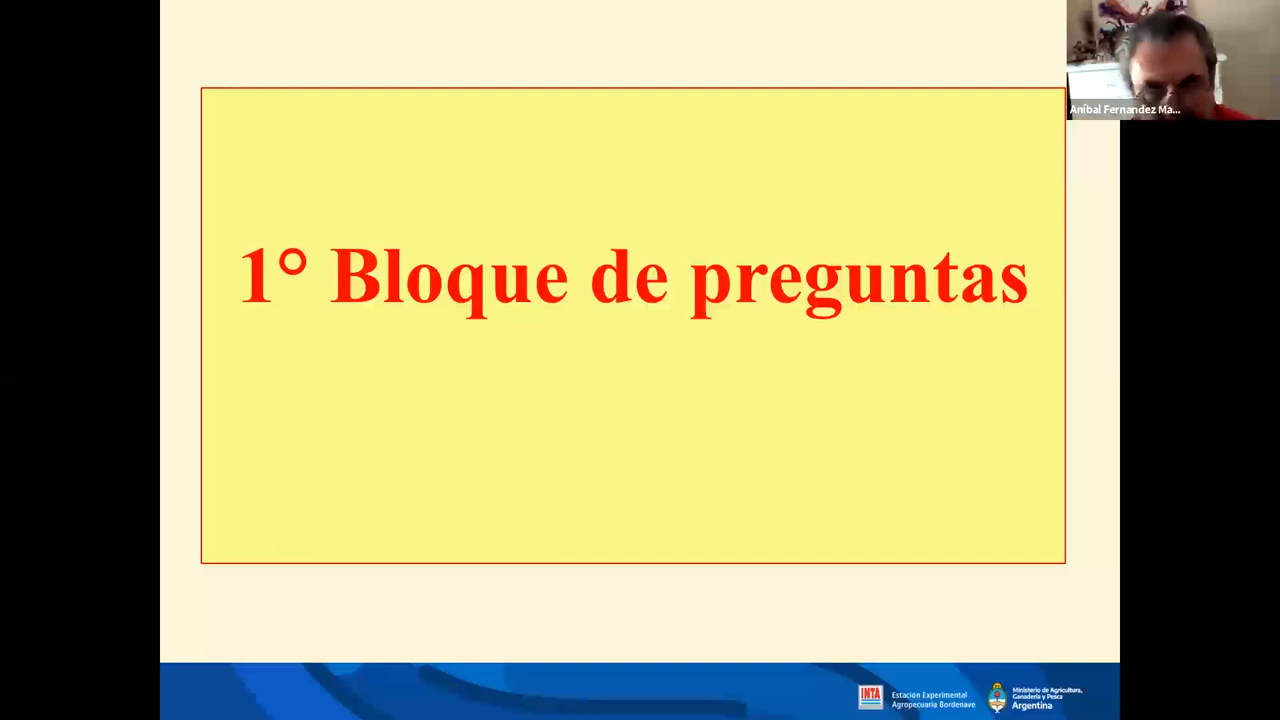 Aníbal Fernandez Ma...
1° Bloque de preguntas
INTA
Estación Experimental
Agropecuaria Bordenave
Ministerio de Agricultura,
Ganadería y Pesca
Argentina